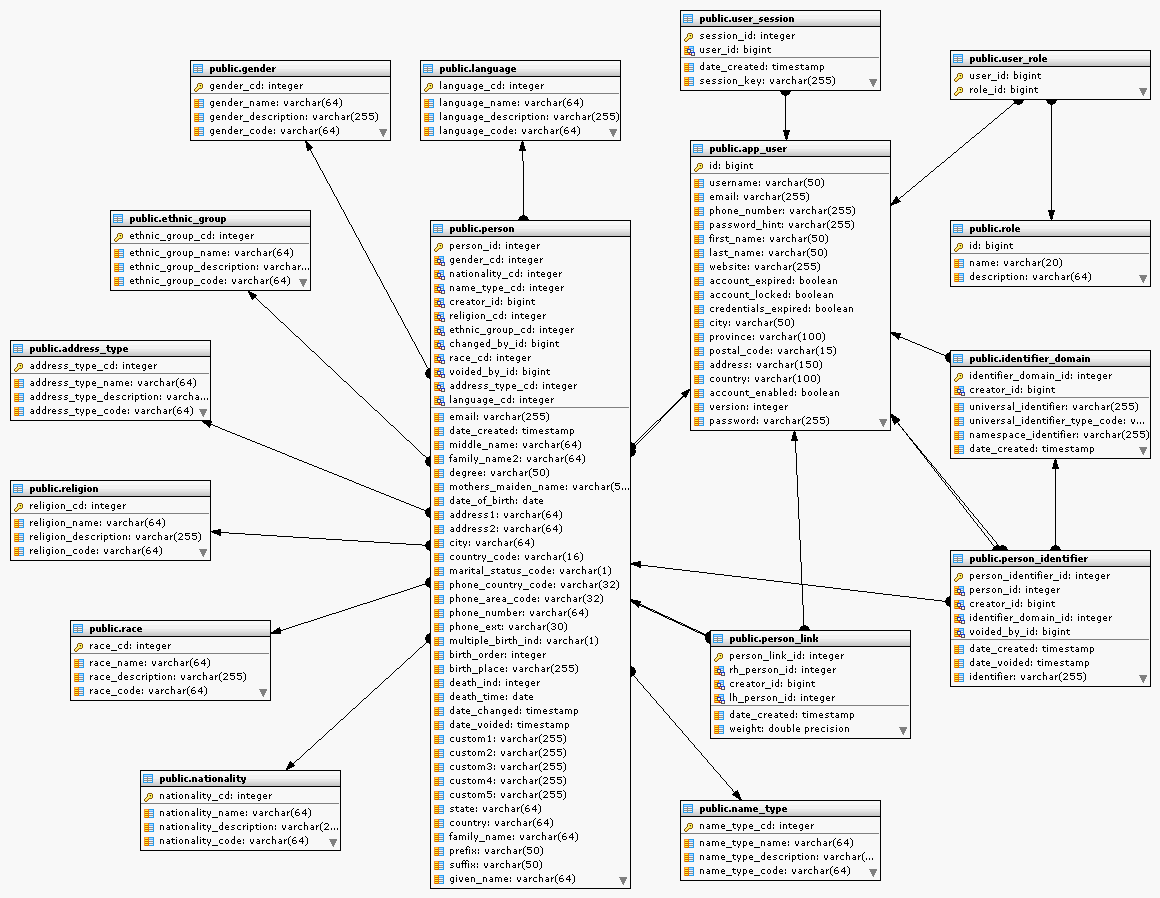 public.user_session
session_id: integer
user_id: bigint
date_created: timestamp
session_key: varchar(255)
public.user_role
user_id: bigint
role_id: bigint
public.gender
gender_cd: integer
gender_name: varchar(64)
gender_description: varchar(255)
gender_code: varchar(64)
public.language
language_cd: integer
language_name: varchar(64)
language_description: varchar(255)
language_code: varchar(64)
public.app_user
id: bigint
username: varchar(50)
email: varchar(255)
phone_number: varchar(255)
password_hint: varchar(255)
first_name: varchar(50)
last_name: varchar(50)
website: varchar(255)
account_expired: boolean
account_locked: boolean
credentials_expired: boolean
city: varchar(50)
province: varchar(100)
postal_code: varchar(15)
address: varchar(150)
country: varchar(100)
account_enabled: boolean
version: integer
password: varchar(255)
public.ethnic_group
ethnic_group_cd: integer
ethnic_group_name: varchar(64)
ethnic_group_description: varchar...
ethnic_group_code: varchar(64)
public.person
person_id: integer
gender_cd: integer
nationality_cd: integer
name_type_cd: integer
creator_id: bigint
religion_cd: integer
ethnic_group_cd: integer
changed_by_id: bigint
race_cd: integer
voided_by_id: bigint
address_type_cd: integer
language_cd: integer
email: varchar(255)
date_created: timestamp
middle_name: varchar(64)
family_name2: varchar(64)
degree: varchar(50)
mothers_maiden_name: varchar(5...
date_of_birth: date
address1: varchar(64)
address2: varchar(64)
city: varchar(64)
country_code: varchar(16)
marital_status_code: varchar(1)
phone_country_code: varchar(32)
phone_area_code: varchar(32)
phone_number: varchar(64)
phone_ext: varchar(30)
multiple_birth_ind: varchar(1)
birth_order: integer
birth_place: varchar(255)
death_ind: integer
death_time: date
date_changed: timestamp
date_voided: timestamp
custom1: varchar(255)
custom2: varchar(255)
custom3: varchar(255)
custom4: varchar(255)
custom5: varchar(255)
state: varchar(64)
country: varchar(64)
family_name: varchar(64)
prefix: varchar(50)
suffix: varchar(50)
given_name: varchar(64)
public.role
id: bigint
name: varchar(20)
description: varchar(64)
public.address_type
address_type_cd: integer
address_type_name: varchar(64)
address_type_description: varchar...
address_type_code: varchar(64)
public.identifier_domain
identifier_domain_id: integer
creator_id: bigint
universal_identifier: varchar(255)
universal_identifier_type_code: v...
namespace_identifier: varchar(255)
date_created: timestamp
public.religion
religion_cd: integer
religion_name: varchar(64)
religion_description: varchar(255)
religion_code: varchar(64)
public.person_identifier
person_identifier_id: integer
person_id: integer
creator_id: bigint
identifier_domain_id: integer
voided_by_id: bigint
date_created: timestamp
date_voided: timestamp
identifier: varchar(255)
public.race
race_cd: integer
race_name: varchar(64)
race_description: varchar(255)
race_code: varchar(64)
public.person_link
person_link_id: integer
rh_person_id: integer
creator_id: bigint
lh_person_id: integer
date_created: timestamp
weight: double precision
public.nationality
nationality_cd: integer
nationality_name: varchar(64)
nationality_description: varchar(2...
nationality_code: varchar(64)
public.name_type
name_type_cd: integer
name_type_name: varchar(64)
name_type_description: varchar(...
name_type_code: varchar(64)